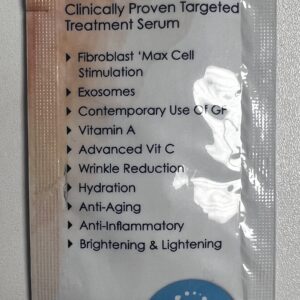 Clinically Proven Targeted
Treatment Serum
Fibroblast 'Max Cell
Stimulation
Exosomes
Contemporary Use Of GF
Vitamin A
Advanced Vit C
Wrinkle Reduction
Hydration
Anti-Aging
Anti-Inflammatory
Brightening & Lightening